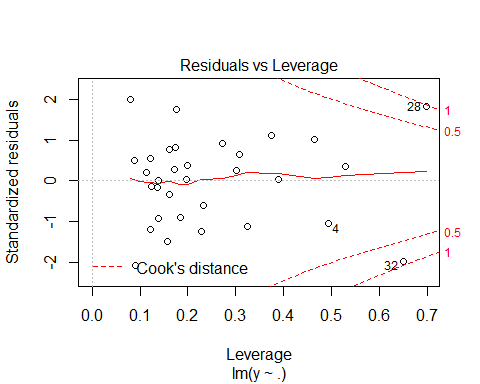 Residuals vs Leverage
Standardized residuals
2
1
0
-1
-2
28
1
0.5
4
0.5
32
1
Cook's distance
0.0 0.1 0.2 0.3 0.4 0.5 0.6 0.7
Leverage
lm(y ~ .)